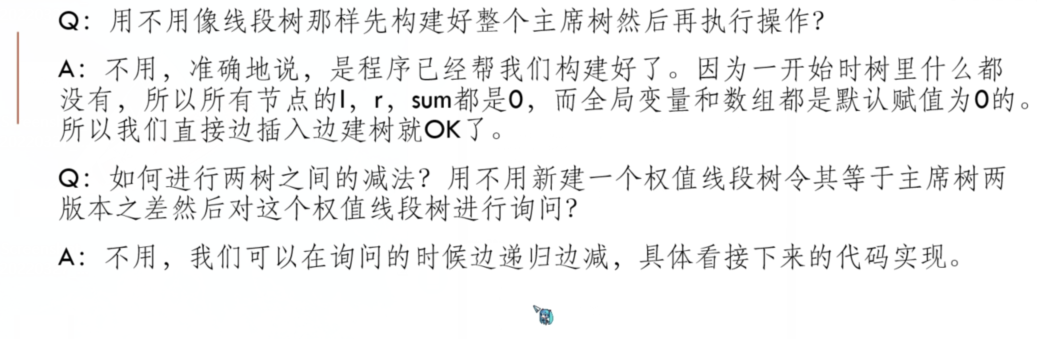 Q：用不用像线段树那样先构建好整个主席树然后再执行操作？
A：不用，准确地说，是程序已经帮我们构建好了。因为一开始时树里什么都
没有，所以所有节点的l，r，sum都是0，而全局变量和数组都是默认赋值为0的。
所以我们直接边插入边建树就OK了。
Q：如何进行两树之间的减法？用不用新建一个权值线段树令其等于主席树两
版本之差然后对这个权值线段树进行询问？
A：不用，我们可以在询问的时候边递归边减，具体看接下来的代码实现。